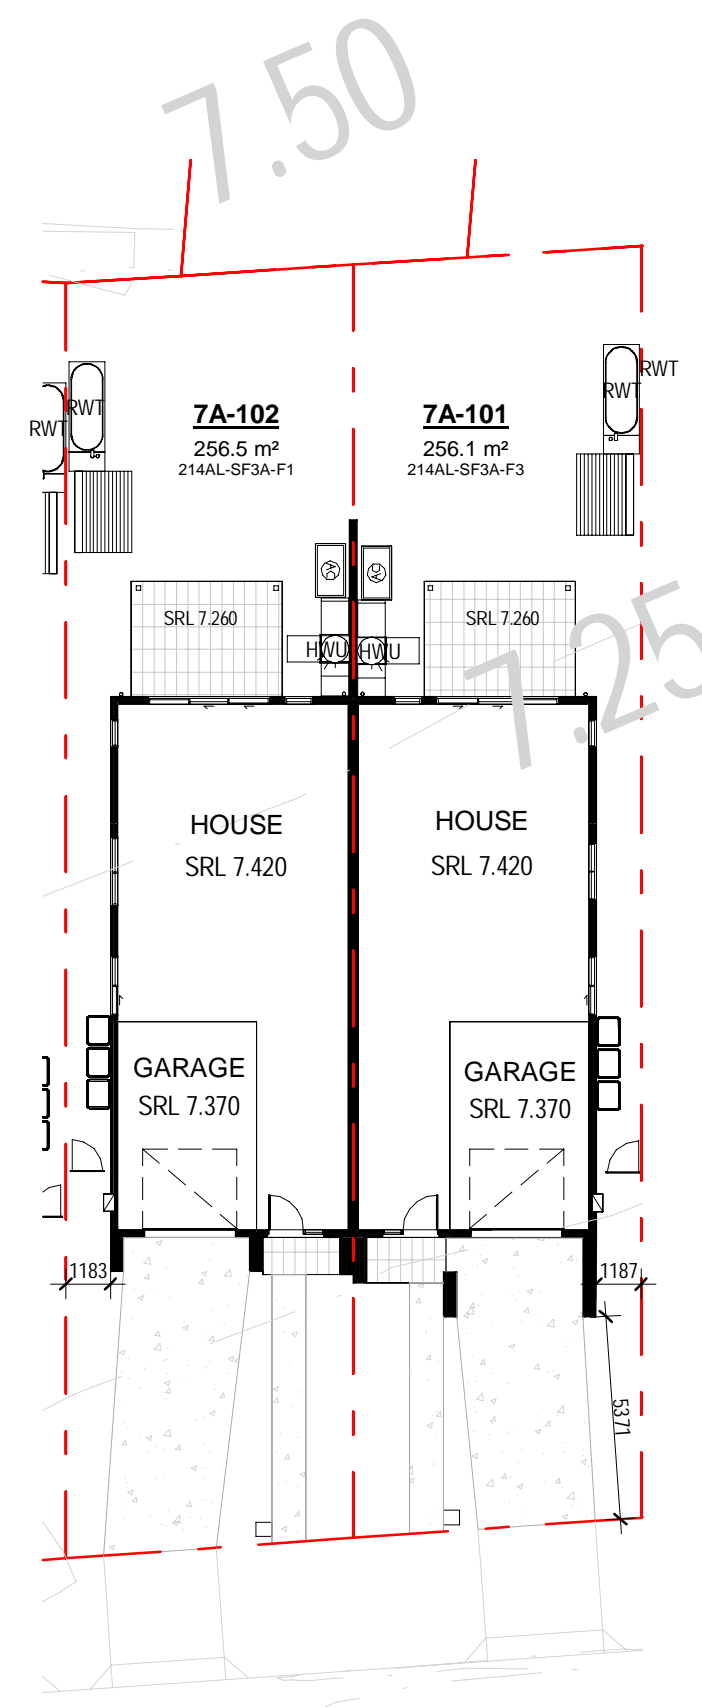 7.50
RWT
RWT
RWT
RWT
7A-102
256.5 m²
214AL-SF3A-F1
7A-101
256.1 m²
214AL-SF3A-F3
AC
AC
SRL 7.260
SRL 7.260
HWU
HWU
7.25
HOUSE
SRL 7.420
HOUSE
SRL 7.420
GARAGE
SRL 7.370
GARAGE
SRL 7.370
1183
1187
5371